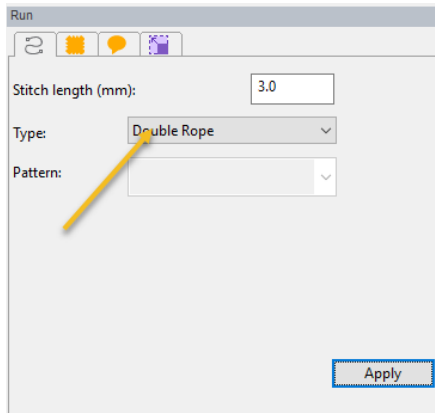 Run
Stitch length (mm): 3.0
Type: Double Rope
Pattern:
Apply